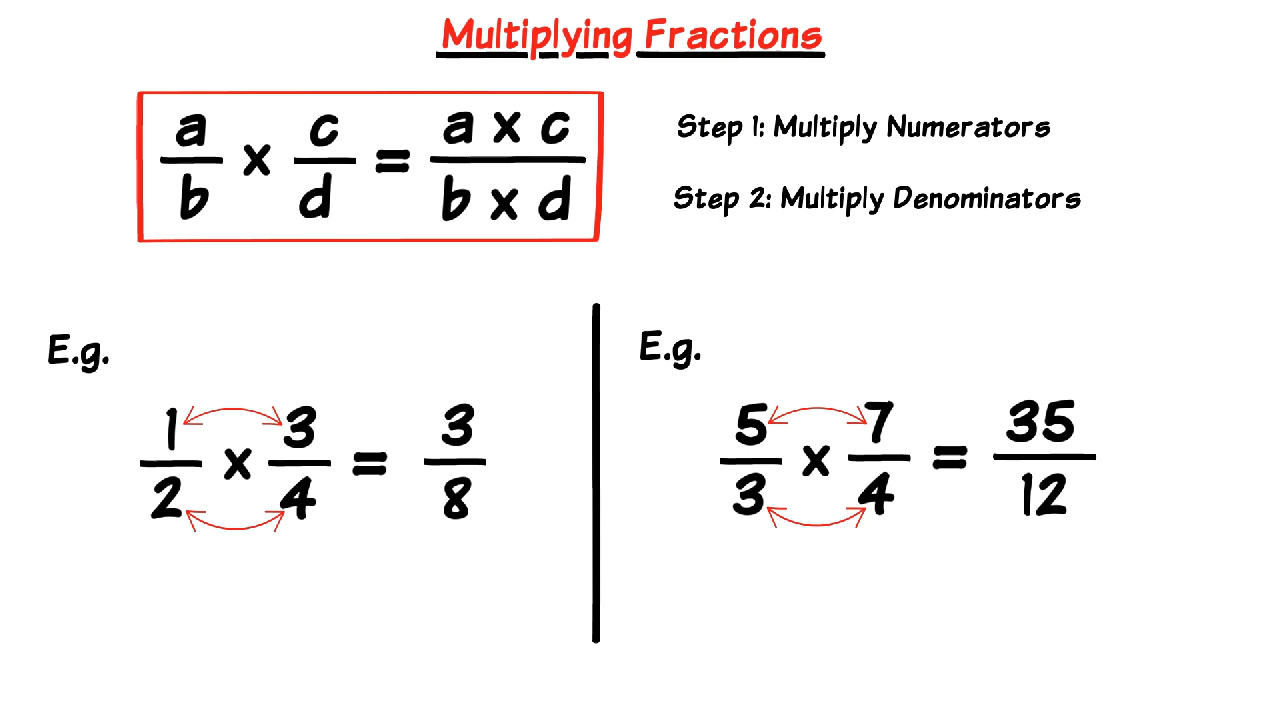 Multiplying Fractions
a/b x c/d = a x c/b x d
Step 1: Multiply Numerators
Step 2: Multiply Denominators
E.g.
1/2 x 3/4 = 3/8
E.g.
5/3 x 7/4 = 35/12